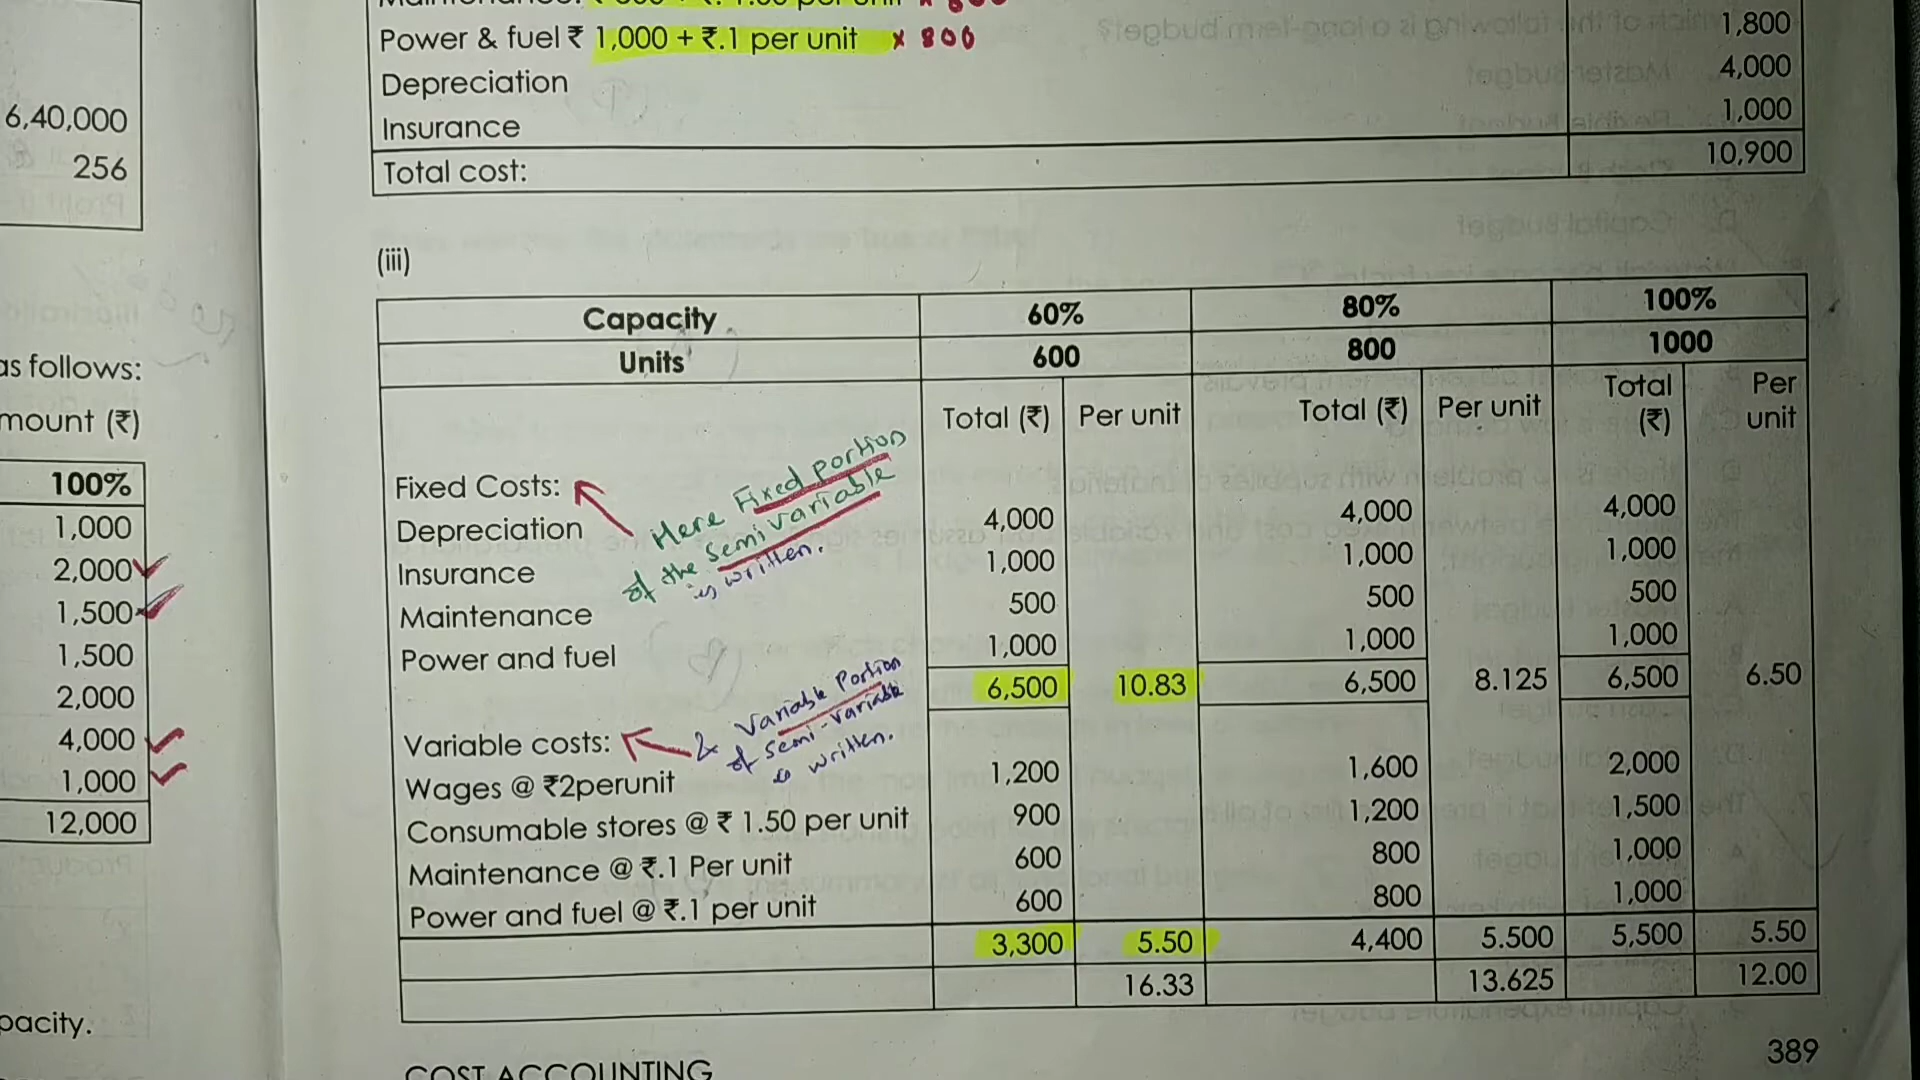 6,40,000
256
as follows:
mount (₹)
100%
1,000
2,000
1,500
1,500
2,000
4,000
1,000
12,000
pacity.
Power & fuel ₹ 1,000 + ₹.1 per unit x 800 1,800
Depreciation 4,000
Insurance 1,000
Total cost: 10,900
(iii)
Capacity 60% 80% 100%
Units 600 800 1000
Total (₹) Per unit Total (₹) Per unit Total (₹) Per unit
Fixed Costs:
Here Fixed portion
of the Semi variable
is written.
Depreciation 4,000 4,000 4,000
Insurance 1,000 1,000 1,000
Maintenance 500 500 500
Power and fuel 1,000 1,000 1,000
6,500 10.83 6,500 8.125 6,500 6.50
Variable costs:
& Variable Portion
of Semi-variable
is written.
Wages @ ₹2perunit 1,200 1,600 2,000
Consumable stores @ ₹ 1.50 per unit 900 1,200 1,500
Maintenance @ ₹.1 Per unit 600 800 1,000
Power and fuel @ ₹.1 per unit 600 800 1,000
3,300 5.50 4,400 5.500 5,500 5.50
16.33 13.625 12.00
389
COST ACCOUNTING